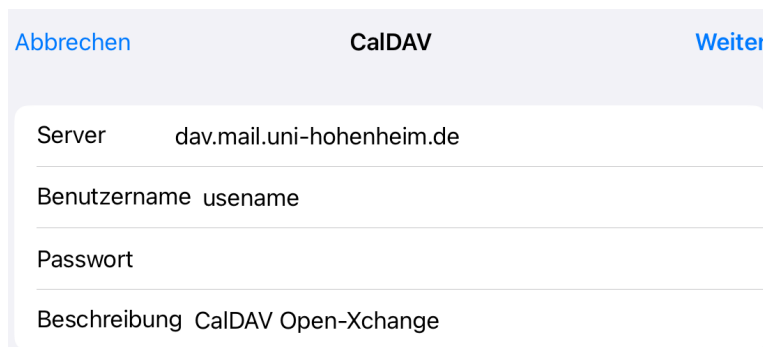 Abbrechen CalDAV Weiter
Server dav.mail.uni-hohenheim.de
Benutzername usename
Passwort
Beschreibung CalDAV Open-Xchange